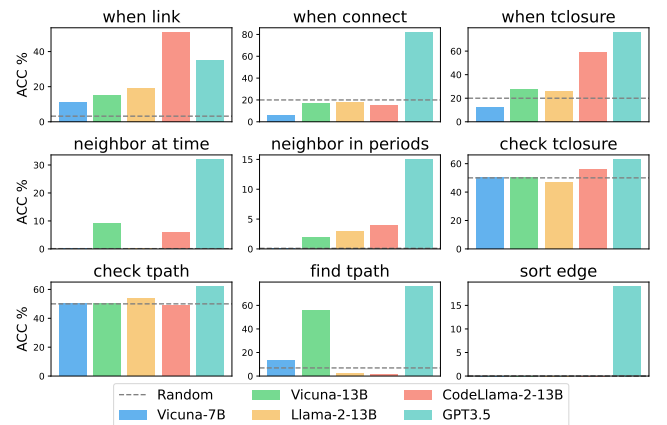 when link
when connect
when tclosure
ACC %
40
20
0
80
60
40
20
0
60
40
20
0
neighbor at time
neighbor in periods
check tclosure
ACC %
30
20
10
0
15
10
5
0
60
40
20
0
check tpath
find tpath
sort edge
ACC %
60
40
20
0
60
40
20
0
15
10
5
0
Random
Vicuna-13B
CodeLlama-2-13B
Vicuna-7B
Llama-2-13B
GPT3.5